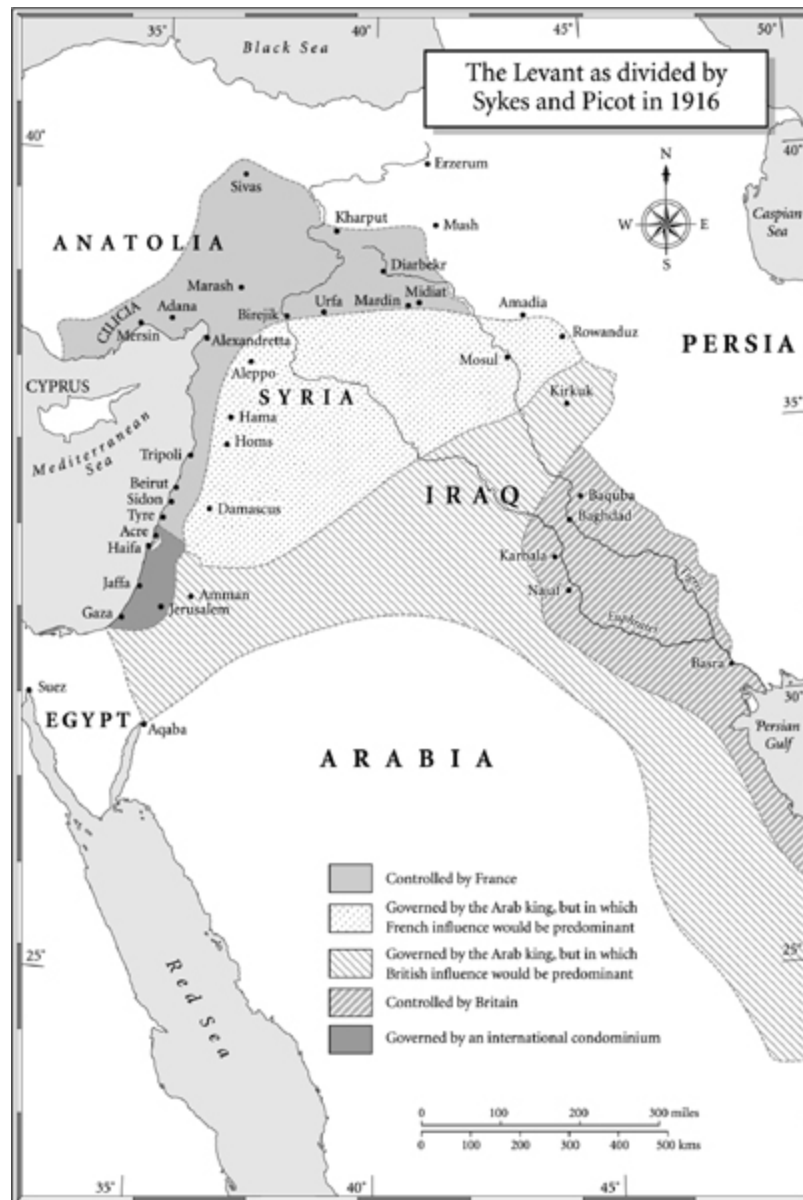 35°
40°
45°
50°
Black Sea
The Levant as divided by
Sykes and Picot in 1916
40°
40°
Erzerum
N
Sivas
Caspian
Sea
Kharput
Mush
W
E
ANATOLIA
S
Diarbekr
Marash
Midiat
Mardin
Urfa
Birejik
Adana
CILICIA
Mersin
Amadia
Alexandretta
Rowanduz
PERSIA
Mosul
Aleppo
CYPRUS
SYRIA
Kirkuk
35°
Mediterranean
Sea
Hama
Homs
Tripoli
Beirut
Sidon
IRAQ
Baquba
Damascus
Tyre
Baghdad
Acre
Haifa
Karbala
Jaffa
Amman
Najaf
Tigris
Jerusalem
Gaza
Euphrates
Basra
Suez
30°
EGYPT
Aqaba
Persian
Gulf
ARABIA
Controlled by France
Governed by the Arab king, but in which
French influence would be predominant
Governed by the Arab king, but in which
British influence would be predominant
25°
25°
Red Sea
Controlled by Britain
Governed by an international condominium
0 100 200 300 miles
0 100 200 300 400 500 kms
35°
40°
45°